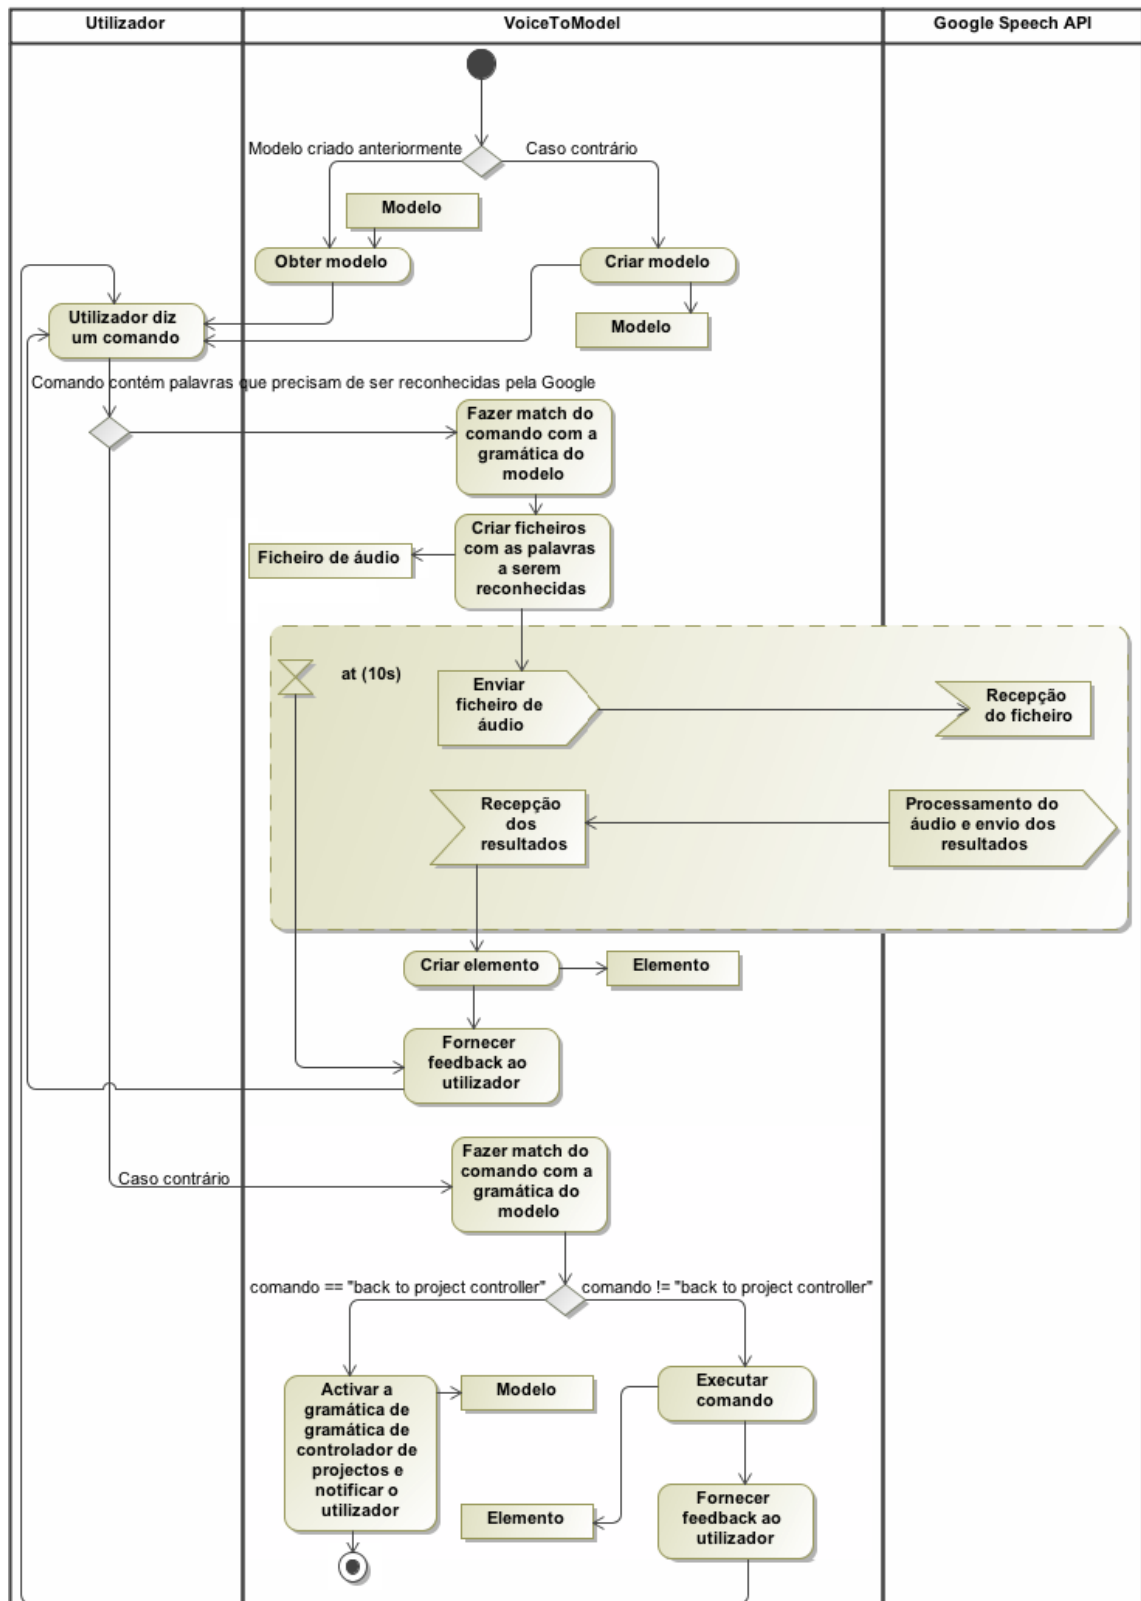 Utilizador
VoiceToModel
Google Speech API
Modelo criado anteriormente
Caso contrário
Modelo
Obter modelo
Criar modelo
Utilizador diz
um comando
Modelo
Comando contém palavras que precisam de ser reconhecidas pela Google
Fazer match do
comando com a
gramática do
modelo
Criar ficheiros
com as palavras
a serem
reconhecidas
Ficheiro de áudio
at (10s)
Enviar
ficheiro de
áudio
Recepção
do ficheiro
Recepção
dos
resultados
Processamento do
áudio e envio dos
resultados
Criar elemento
Elemento
Fornecer
feedback ao
utilizador
Caso contrário
Fazer match do
comando com a
gramática do
modelo
comando == "back to project controller"
comando != "back to project controller"
Activar a
gramática de
gramática de
controlador de
projectos e
notificar o
utilizador
Modelo
Executar
comando
Elemento
Fornecer
feedback ao
utilizador